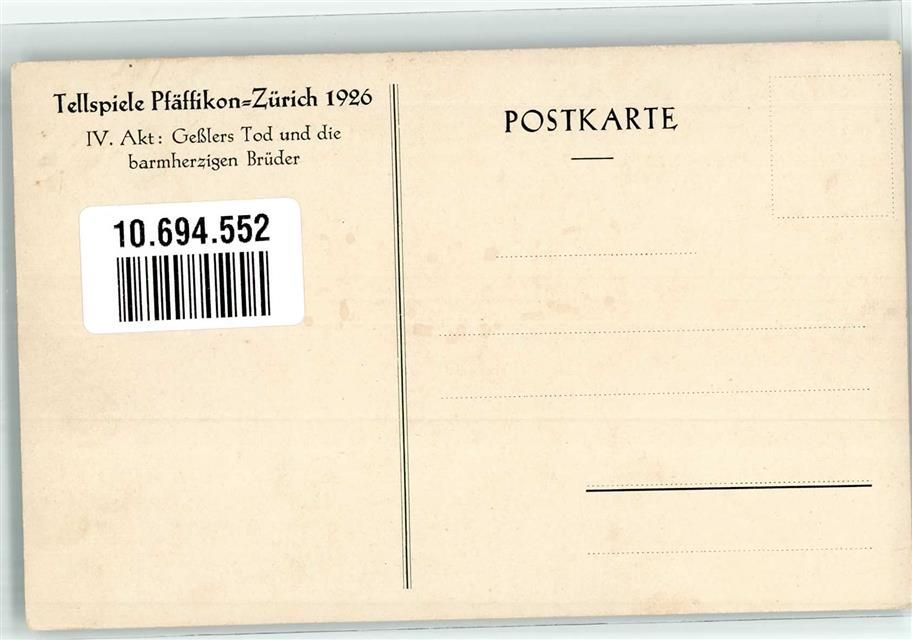 Tellspiele Pfäffikon=Zürich 1926
IV. Akt: Geßlers Tod und die
barmherzigen Brüder
10.694.552
POSTKARTE